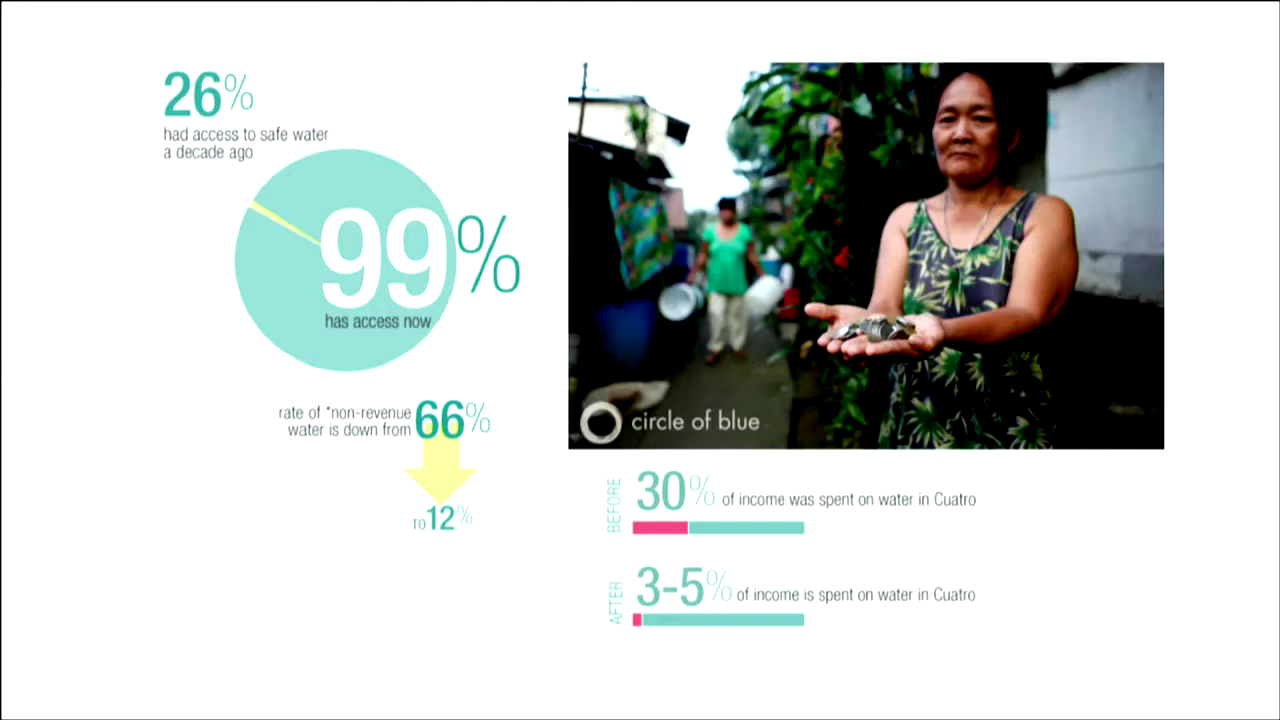 26%
had access to safe water
a decade ago
99%
has access now
rate of *non-revenue 66%
water is down from
TO 12%
circle of blue
BEFORE
30% of income was spent on water in Cuatro
AFTER
3-5% of income is spent on water in Cuatro